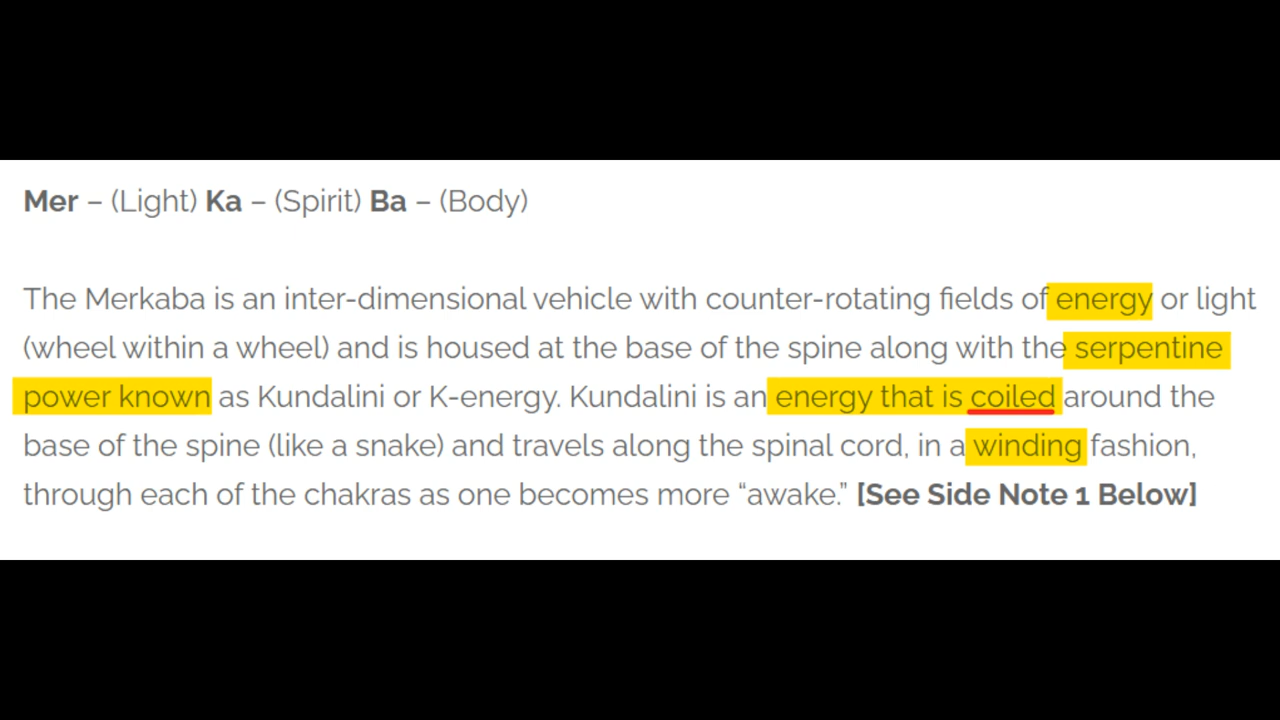 Mer – (Light) Ka – (Spirit) Ba – (Body)
The Merkaba is an inter-dimensional vehicle with counter-rotating fields of energy or light
(wheel within a wheel) and is housed at the base of the spine along with the serpentine
power known as Kundalini or K-energy. Kundalini is an energy that is coiled around the
base of the spine (like a snake) and travels along the spinal cord, in a winding fashion,
through each of the chakras as one becomes more “awake.” [See Side Note 1 Below]